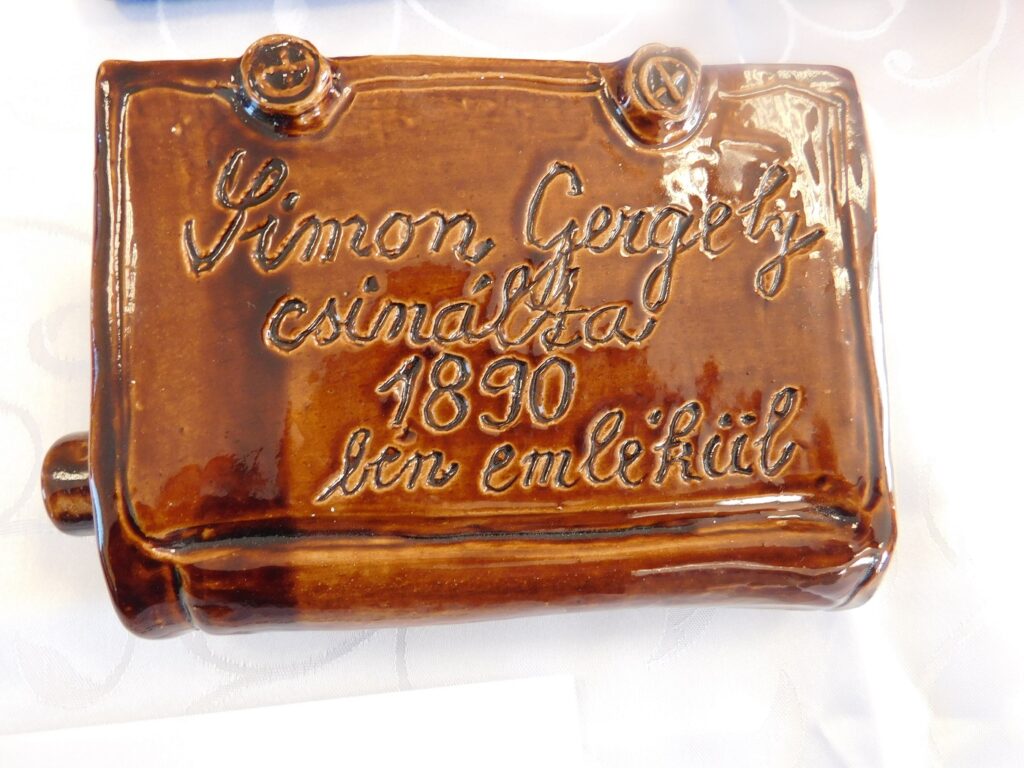 Simon Gergely
csinálta
1890
bén emlékül